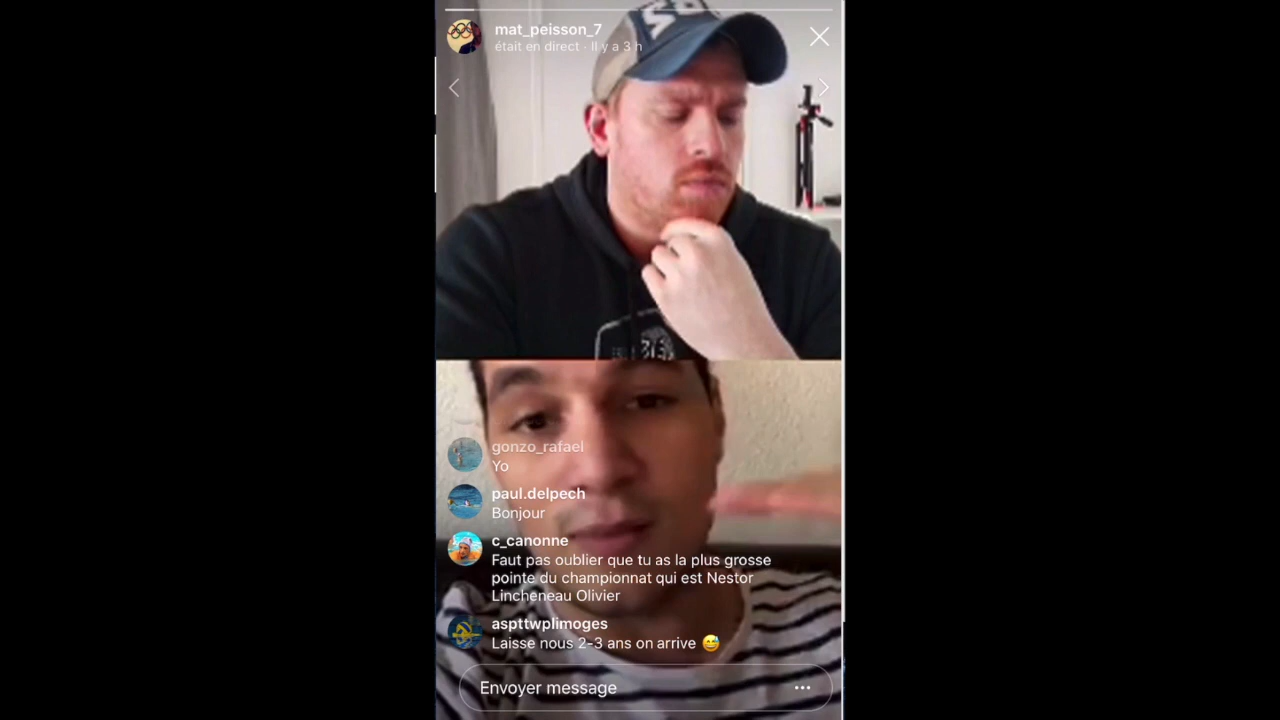 mat_peisson_7
était en direct · Il y a 3 h
gonzo_rafael
Yo
paul.delpech
Bonjour
c_canonne
Faut pas oublier que tu as la plus grosse
pointe du championnat qui est Nestor
Lincheneau Olivier
aspttwplimoges
Laisse nous 2-3 ans on arrive 😅
Envoyer message